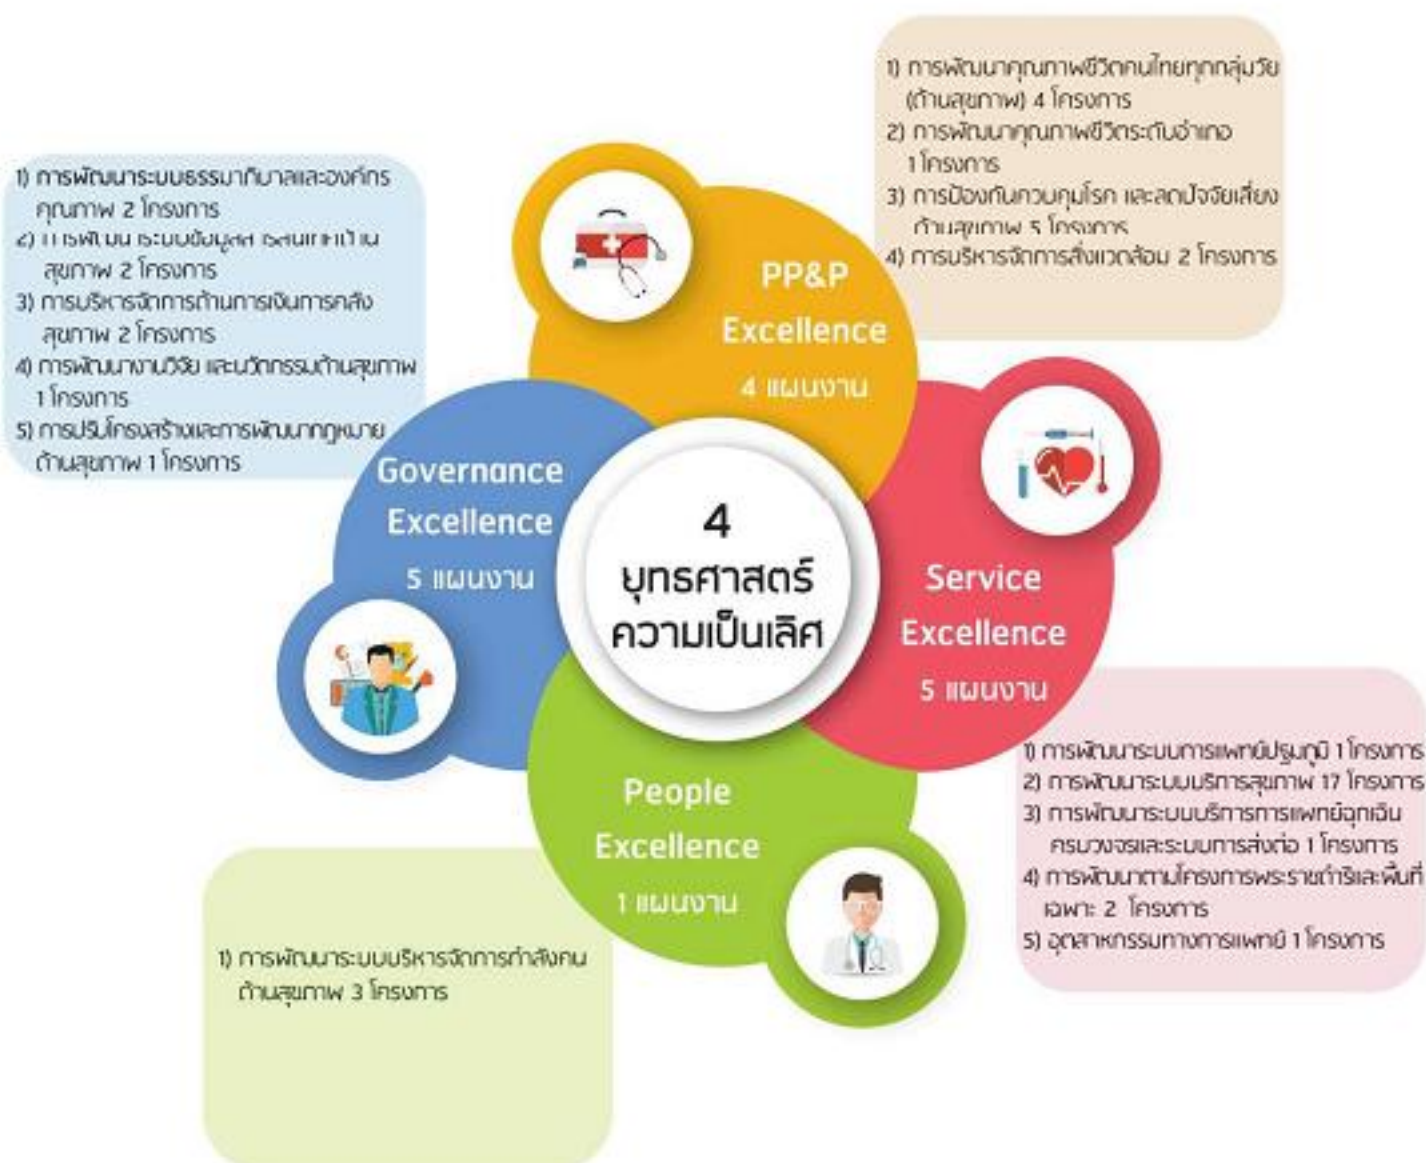 1) การพัฒนาคุณภาพชีวิตคนไทยทุกกลุ่มวัย
(ด้านสุขภาพ) 4 โครงการ
2) การพัฒนาคุณภาพชีวิตระดับอำเภอ
1 โครงการ
3) การป้องกันควบคุมโรค และลดปัจจัยเสี่ยง
ด้านสุขภาพ 5 โครงการ
4) การบริหารจัดการสิ่งแวดล้อม 2 โครงการ
1) การพัฒนาระบบธรรมาภิบาลและองค์กร
คุณภาพ 2 โครงการ
2) การพัฒนาระบบข้อมูลสารสนเทศด้าน
สุขภาพ 2 โครงการ
3) การบริหารจัดการด้านการเงินการคลัง
สุขภาพ 2 โครงการ
4) การพัฒนางานวิจัย และนวัตกรรมด้านสุขภาพ
1 โครงการ
5) การปรับโครงสร้างและการพัฒนากฎหมาย
ด้านสุขภาพ 1 โครงการ
PP&P
Excellence
4 แผนงาน
Governance
Excellence
5 แผนงาน
4
ยุทธศาสตร์
ความเป็นเลิศ
Service
Excellence
5 แผนงาน
People
Excellence
1 แผนงาน
1) การพัฒนาระบบการแพทย์ปฐมภูมิ 1 โครงการ
2) การพัฒนาระบบบริการสุขภาพ 17 โครงการ
3) การพัฒนาระบบบริการการแพทย์ฉุกเฉิน
ครบวงจรและระบบการส่งต่อ 1 โครงการ
4) การพัฒนาตามโครงการพระราชดำริและพื้นที่
เฉพาะ 2 โครงการ
5) อุตสาหกรรมทางการแพทย์ 1 โครงการ
1) การพัฒนาระบบบริหารจัดการกำลังคน
ด้านสุขภาพ 3 โครงการ